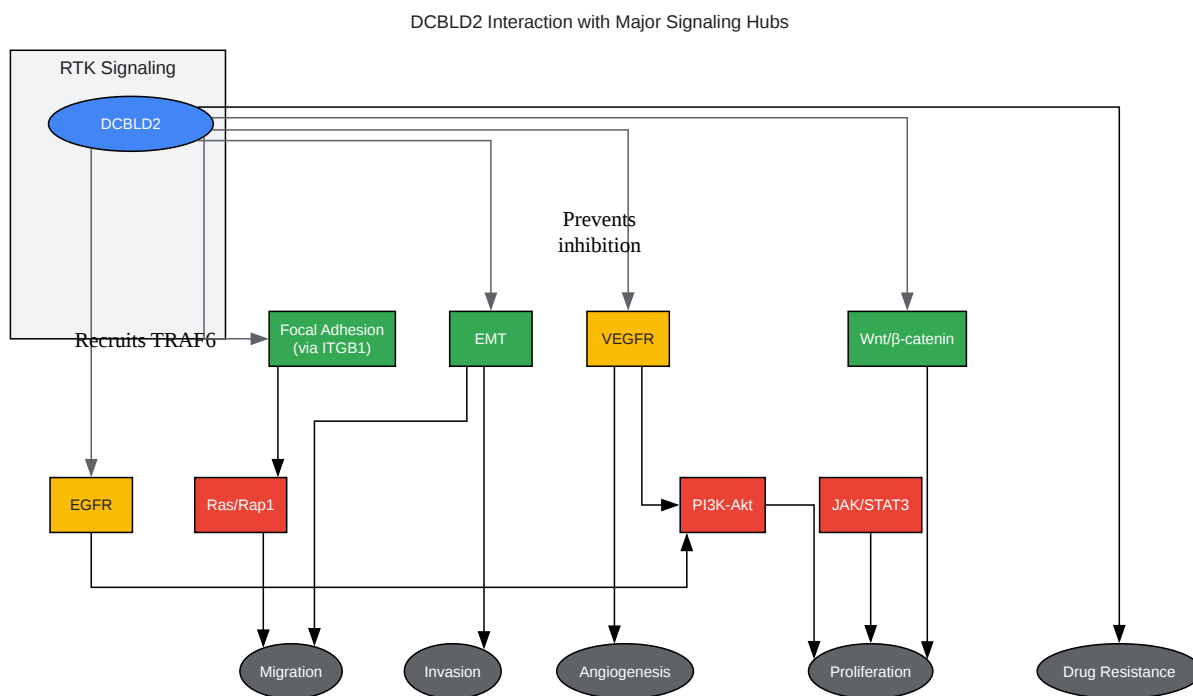 DCBLD2 Interaction with Major Signaling Hubs
RTK Signaling
DCBLD2
Prevents
inhibition
Recruits TRAF6
Focal Adhesion
(via ITGB1)
EMT
VEGFR
Wnt/β-catenin
EGFR
Ras/Rap1
PI3K-Akt
JAK/STAT3
Migration
Invasion
Angiogenesis
Proliferation
Drug Resistance